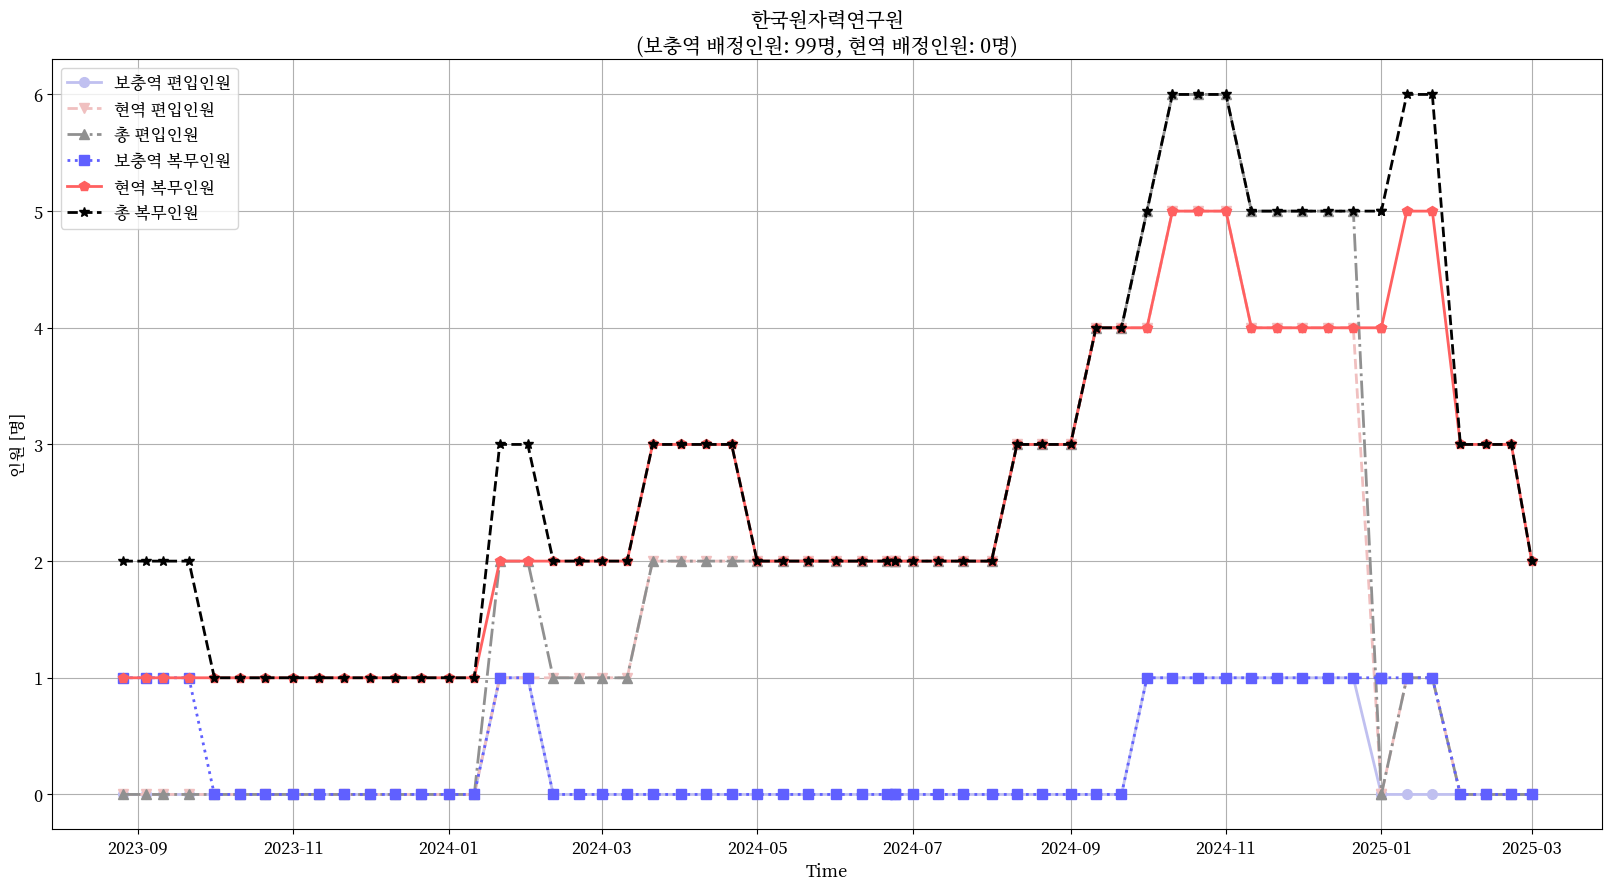 한국원자력연구원
(보충역 배정인원: 99명, 현역 배정인원: 0명)
보충역 편입인원
현역 편입인원
총 편입인원
보충역 복무인원
현역 복무인원
총 복무인원
인원 [명]
6
5
4
3
2
1
0
2023-09
2023-11
2024-01
2024-03
2024-05
2024-07
2024-09
2024-11
2025-01
2025-03
Time